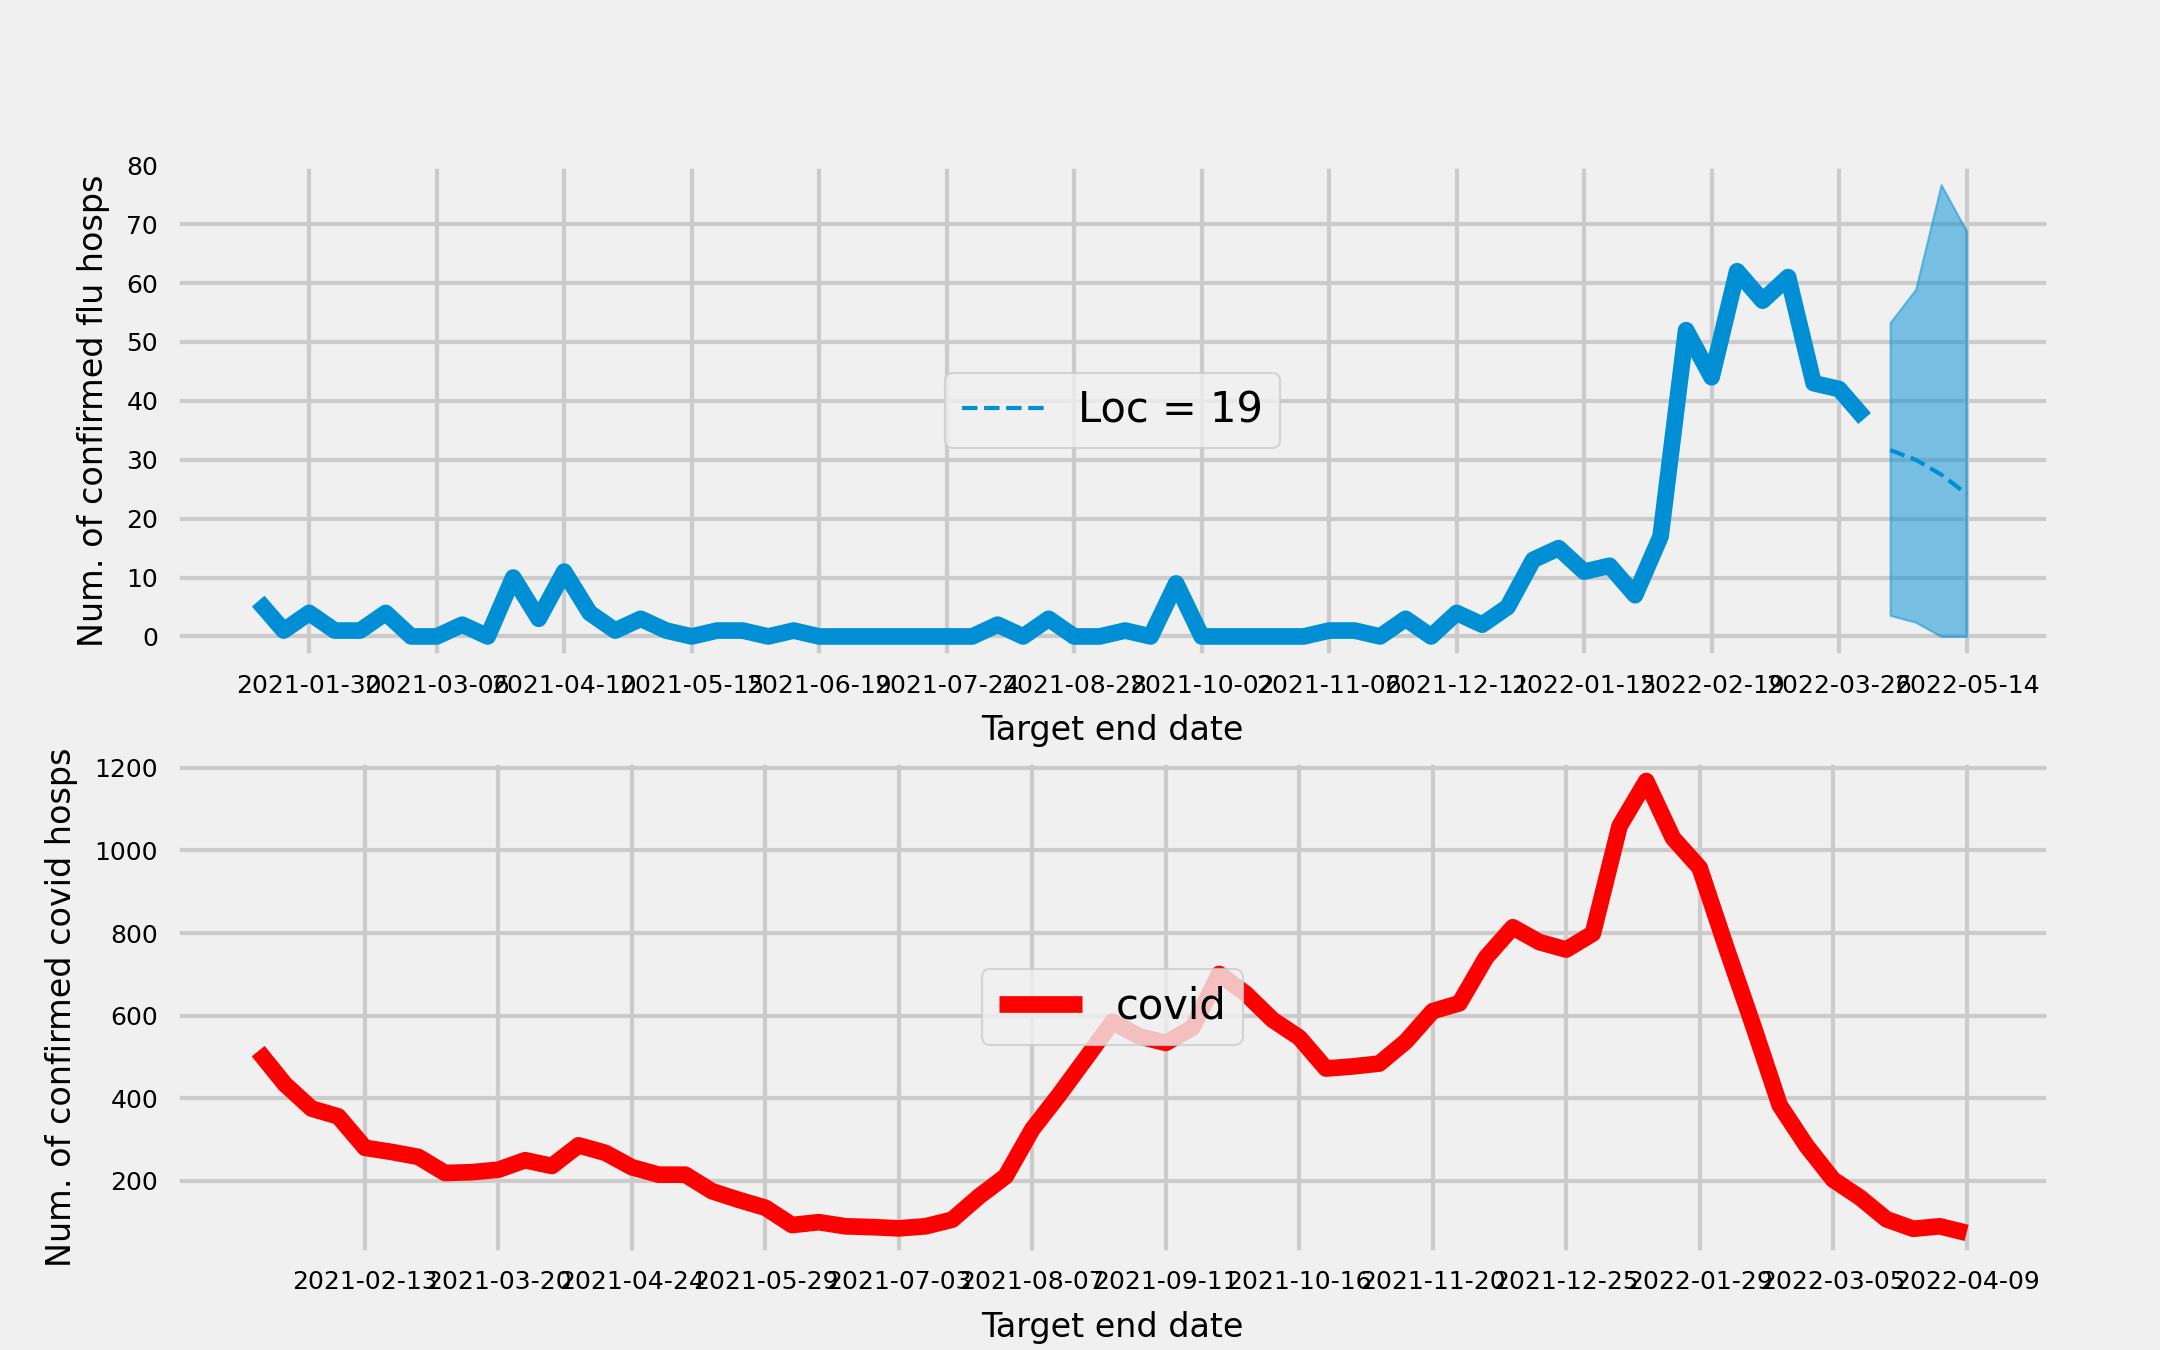 80
70
60
50
40
30
20
10
0
Num. of confirmed flu hosps
Loc = 19
2021-01-30 2021-03-06 2021-04-10 2021-05-15 2021-06-19 2021-07-24 2021-08-28 2021-10-02 2021-11-06 2021-12-11 2022-01-15 2022-02-19 2022-03-26 2022-05-14
Target end date
1200
1000
800
600
400
200
Num. of confirmed covid hosps
covid
2021-02-13 2021-03-20 2021-04-24 2021-05-29 2021-07-03 2021-08-07 2021-09-11 2021-10-16 2021-11-20 2021-12-25 2022-01-29 2022-03-05 2022-04-09
Target end date